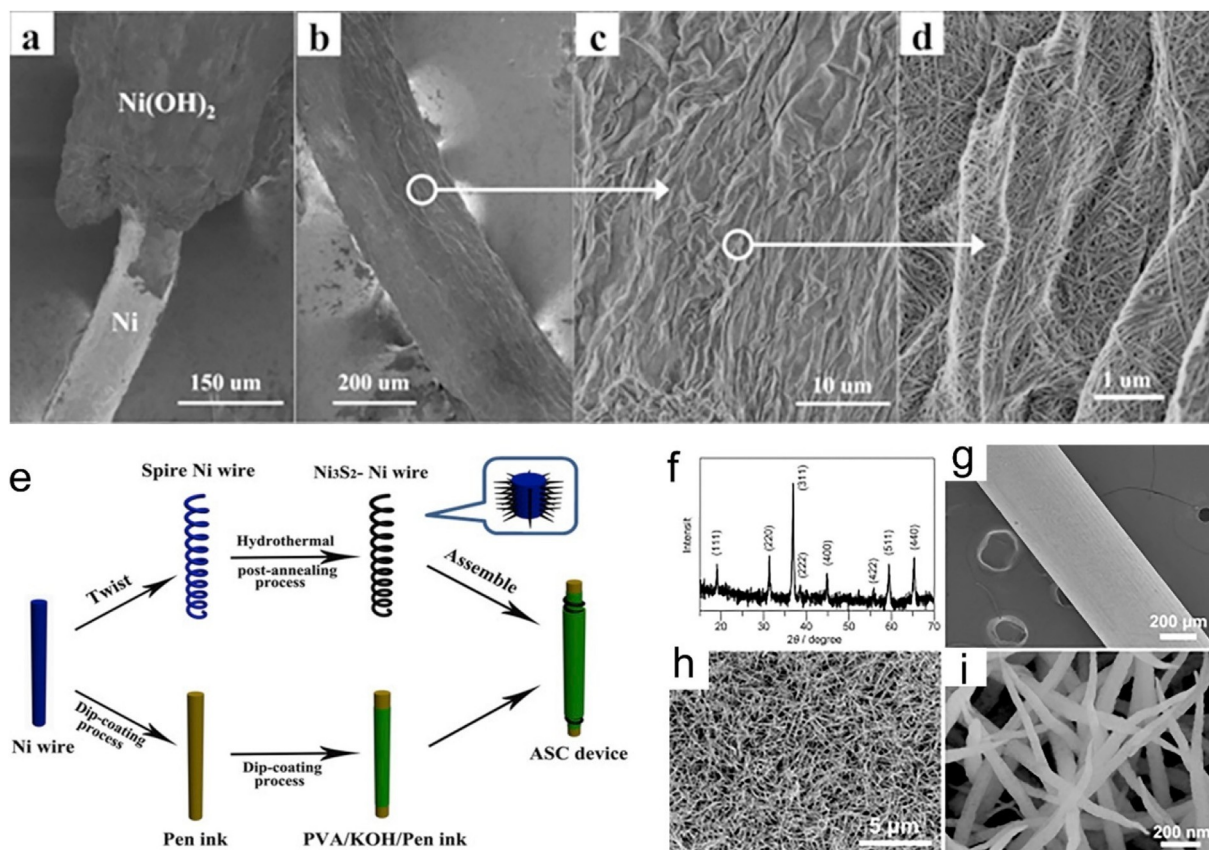 a
Ni(OH)₂
Ni
150 um
b
200 um
c
10 um
d
1 um
e
Spire Ni wire
Ni₃S₂- Ni wire
Twist
Hydrothermal
post-annealing
process
Assemble
Ni wire
Dip-coating
process
Dip-coating
process
Pen ink
PVA/KOH/Pen ink
ASC device
f
Intensit
(111)
(220)
(311)
(222)
(400)
(422)
(511)
(440)
20
30
40
50
60
70
2θ / degree
g
200 μm
h
5 μm
i
200 nm